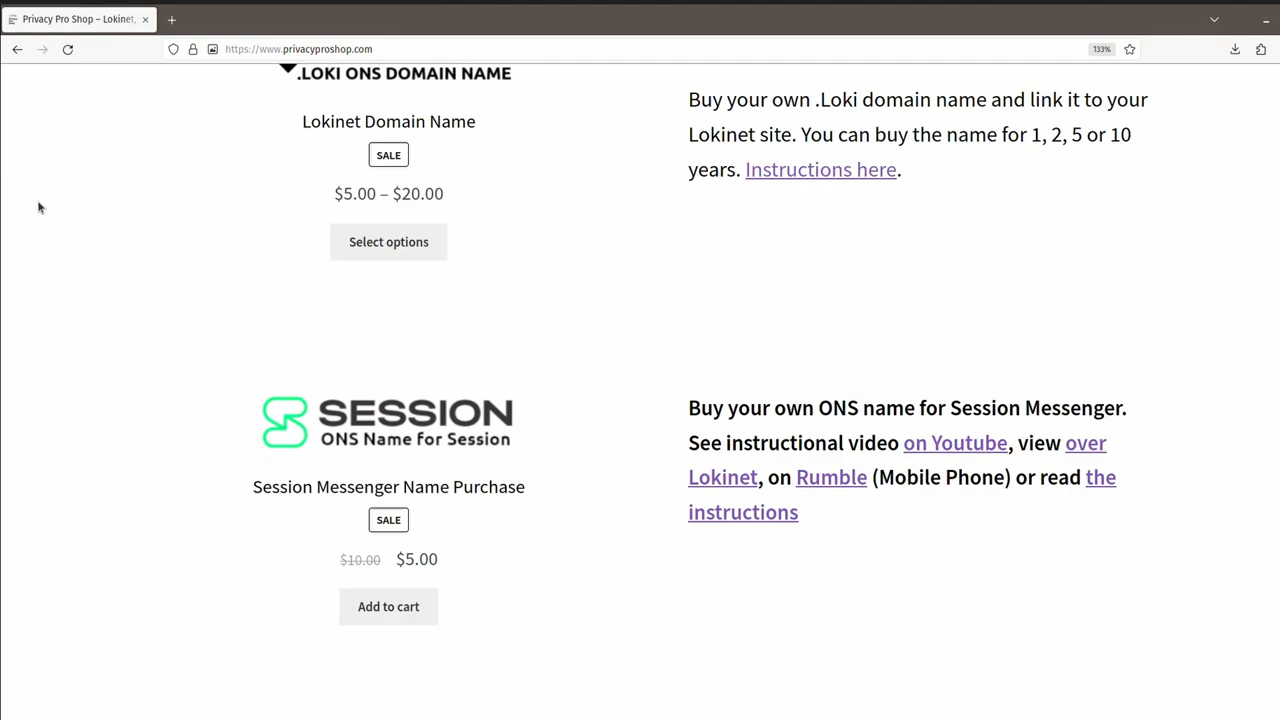 Privacy Pro Shop – Lokinet,
https://www.privacyproshop.com
133%
.LOKI ONS DOMAIN NAME
Lokinet Domain Name
SALE
$5.00 – $20.00
Select options
Buy your own .Loki domain name and link it to your
Lokinet site. You can buy the name for 1, 2, 5 or 10
years. Instructions here.
SESSION
ONS Name for Session
Session Messenger Name Purchase
SALE
$10.00 $5.00
Add to cart
Buy your own ONS name for Session Messenger.
See instructional video on Youtube, view over
Lokinet, on Rumble (Mobile Phone) or read the
instructions